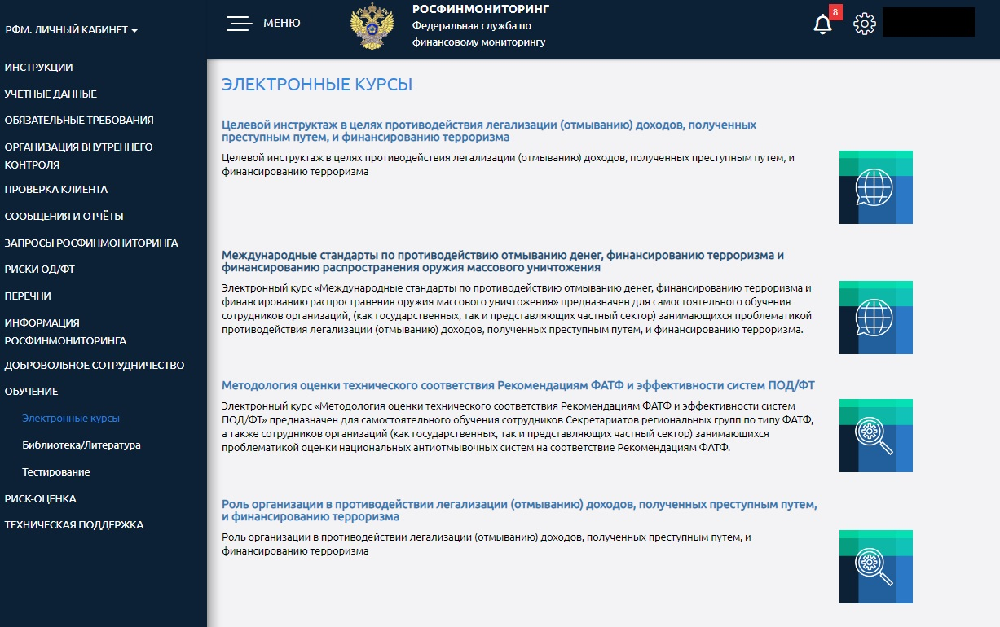 РФМ. ЛИЧНЫЙ КАБИНЕТ
МЕНЮ
РОСФИНМОНИТОРИНГ
Федеральная служба по
финансовому мониторингу
8
ИНСТРУКЦИИ
УЧЕТНЫЕ ДАННЫЕ
ОБЯЗАТЕЛЬНЫЕ ТРЕБОВАНИЯ
ОРГАНИЗАЦИЯ ВНУТРЕННЕГО
КОНТРОЛЯ
ПРОВЕРКА КЛИЕНТА
СООБЩЕНИЯ И ОТЧЁТЫ
ЗАПРОСЫ РОСФИНМОНИТОРИНГА
РИСКИ ОД/ФТ
ПЕРЕЧНИ
ИНФОРМАЦИЯ
РОСФИНМОНИТОРИНГА
ДОБРОВОЛЬНОЕ СОТРУДНИЧЕСТВО
ОБУЧЕНИЕ
Электронные курсы
Библиотека/Литература
Тестирование
РИСК-ОЦЕНКА
ТЕХНИЧЕСКАЯ ПОДДЕРЖКА
ЭЛЕКТРОННЫЕ КУРСЫ
Целевой инструктаж в целях противодействия легализации (отмыванию) доходов, полученных
преступным путем, и финансированию терроризма
Целевой инструктаж в целях противодействия легализации (отмыванию) доходов, полученных преступным путем, и
финансированию терроризма
Международные стандарты по противодействию отмыванию денег, финансированию терроризма и
финансированию распространения оружия массового уничтожения
Электронный курс «Международные стандарты по противодействию отмыванию денег, финансированию терроризма и
финансированию распространения оружия массового уничтожения» предназначен для самостоятельного обучения
сотрудников организаций, (как государственных, так и представляющих частный сектор) занимающихся проблематикой
противодействия легализации (отмыванию) доходов, полученных преступным путем, и финансированию терроризма.
Методология оценки технического соответствия Рекомендациям ФАТФ и эффективности систем ПОД/ФТ
Электронный курс «Методология оценки технического соответствия Рекомендациям ФАТФ и эффективности систем
ПОД/ФТ» предназначен для самостоятельного обучения сотрудников Секретариатов региональных групп по типу ФАТФ,
а также сотрудников организаций (как государственных, так и представляющих частный сектор) занимающихся
проблематикой оценки национальных антиотмывочных систем на соответствие Рекомендациям ФАТФ.
Роль организации в противодействии легализации (отмыванию) доходов, полученных преступным путем,
и финансированию терроризма
Роль организации в противодействии легализации (отмыванию) доходов, полученных преступным путем, и
финансированию терроризма